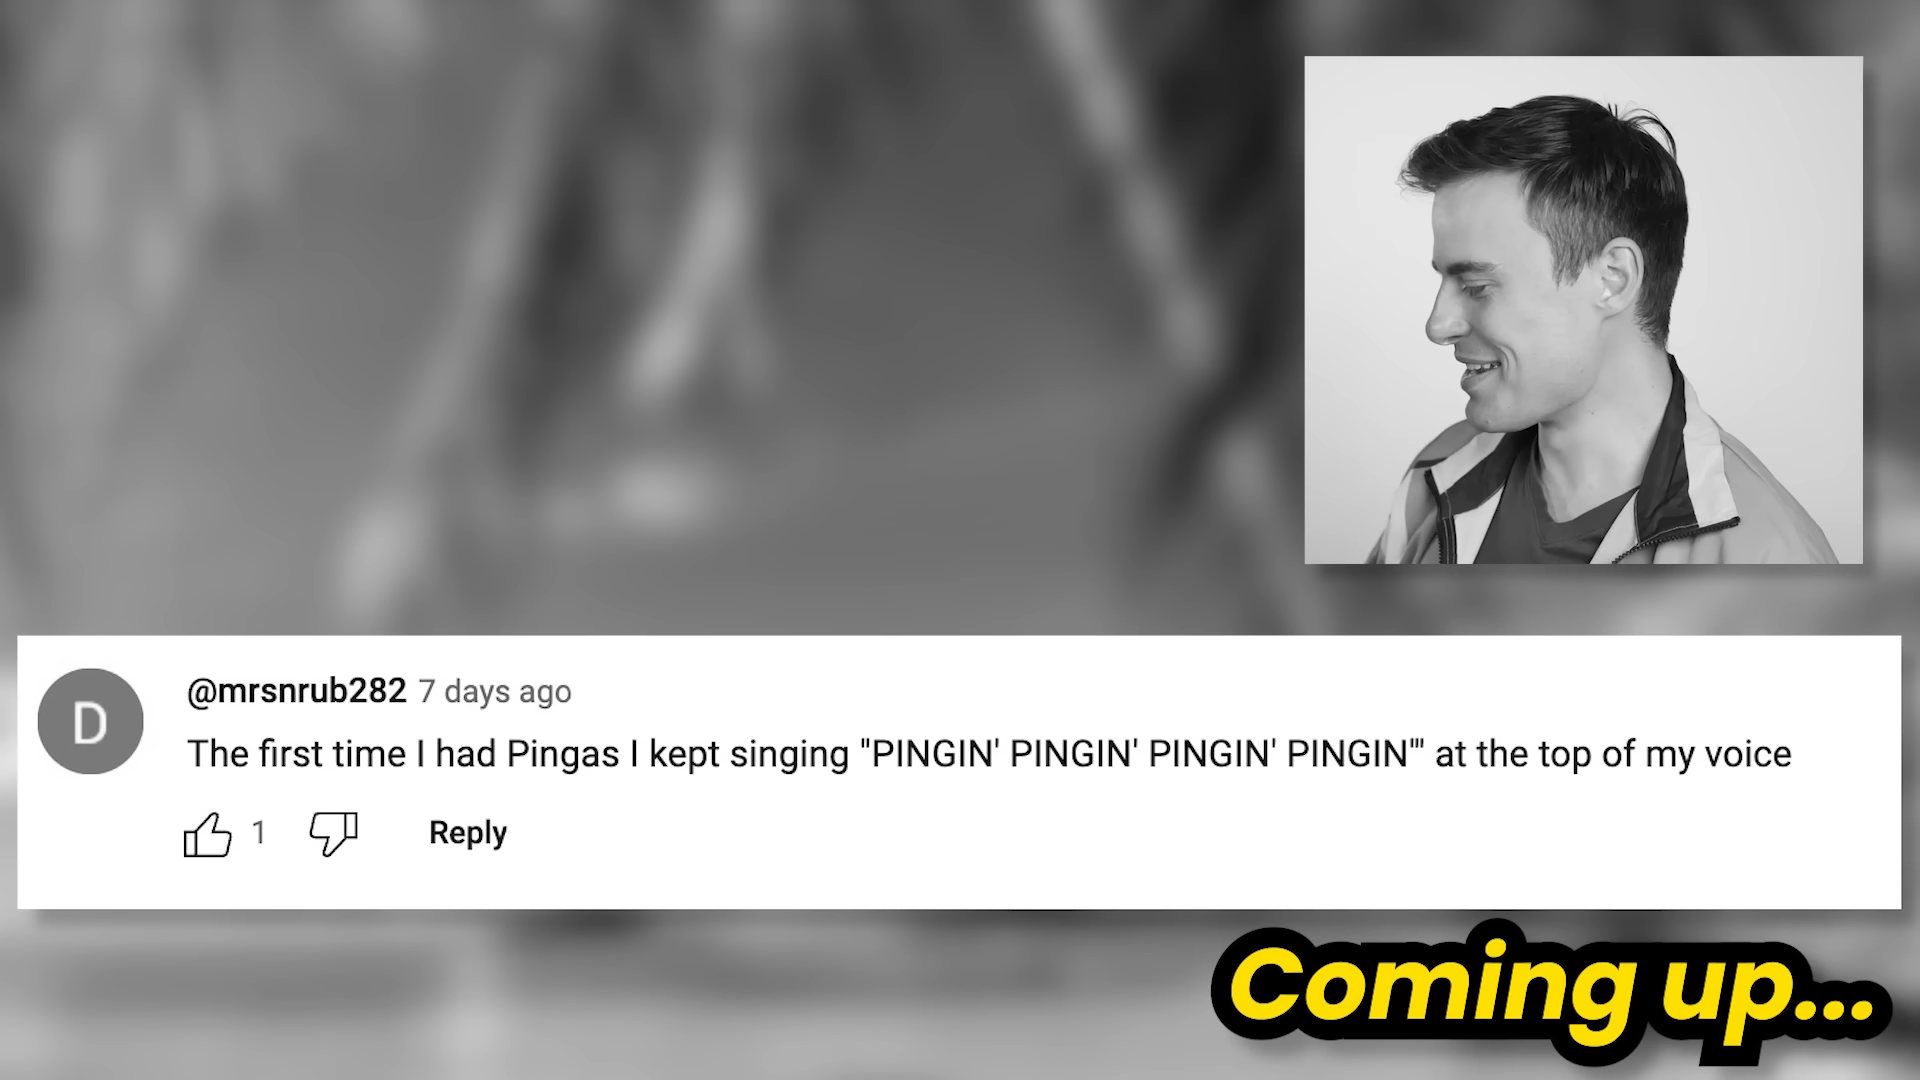 D
@mrsnrub282 7 days ago
The first time I had Pingas I kept singing "PINGIN' PINGIN' PINGIN' PINGIN'" at the top of my voice
1 Reply
Coming up...